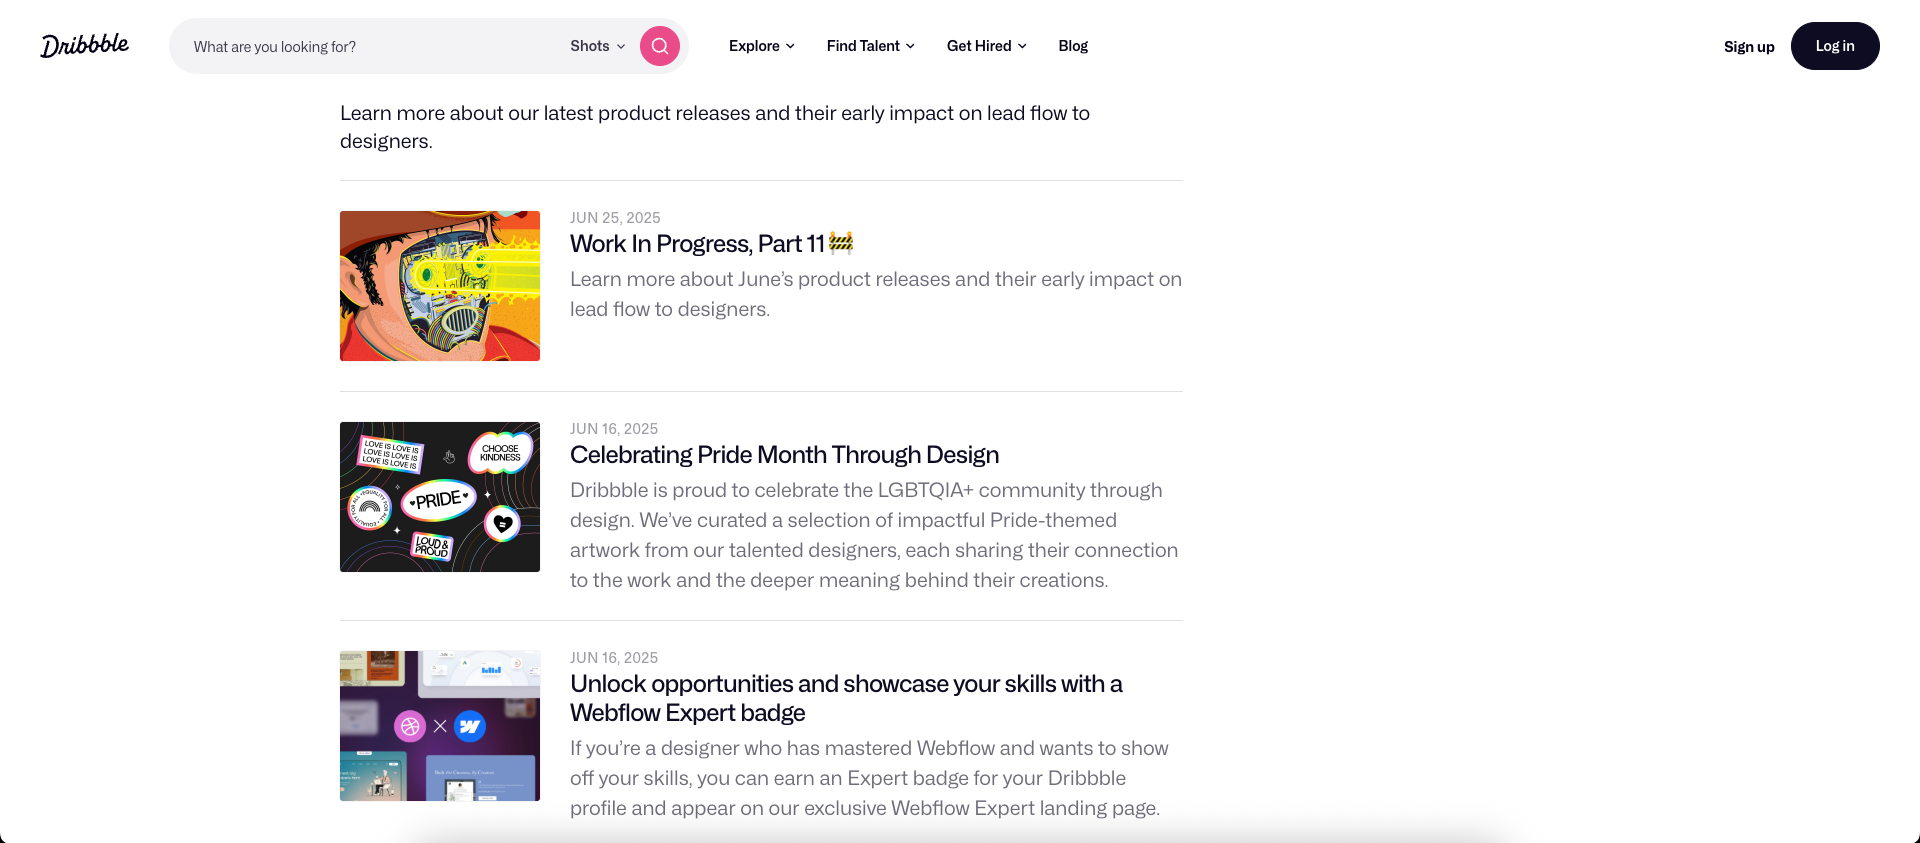 Dribbble
What are you looking for?
Shots
Explore
Find Talent
Get Hired
Blog
Sign up
Log in
Learn more about our latest product releases and their early impact on lead flow to
designers.
JUN 25, 2025
Work In Progress, Part 11🚧
Learn more about June’s product releases and their early impact on
lead flow to designers.
LOVE IS LOVE IS
LOVE IS LOVE IS
LOVE IS LOVE IS
CHOOSE
KINDNESS
EQUALITY FOR ALL • EQUALITY FOR ALL •
PRIDE
LOUD &
PROUD
JUN 16, 2025
Celebrating Pride Month Through Design
Dribbble is proud to celebrate the LGBTQIA+ community through
design. We’ve curated a selection of impactful Pride-themed
artwork from our talented designers, each sharing their connection
to the work and the deeper meaning behind their creations.
JUN 16, 2025
Unlock opportunities and showcase your skills with a
Webflow Expert badge
If you’re a designer who has mastered Webflow and wants to show
off your skills, you can earn an Expert badge for your Dribbble
profile and appear on our exclusive Webflow Expert landing page.